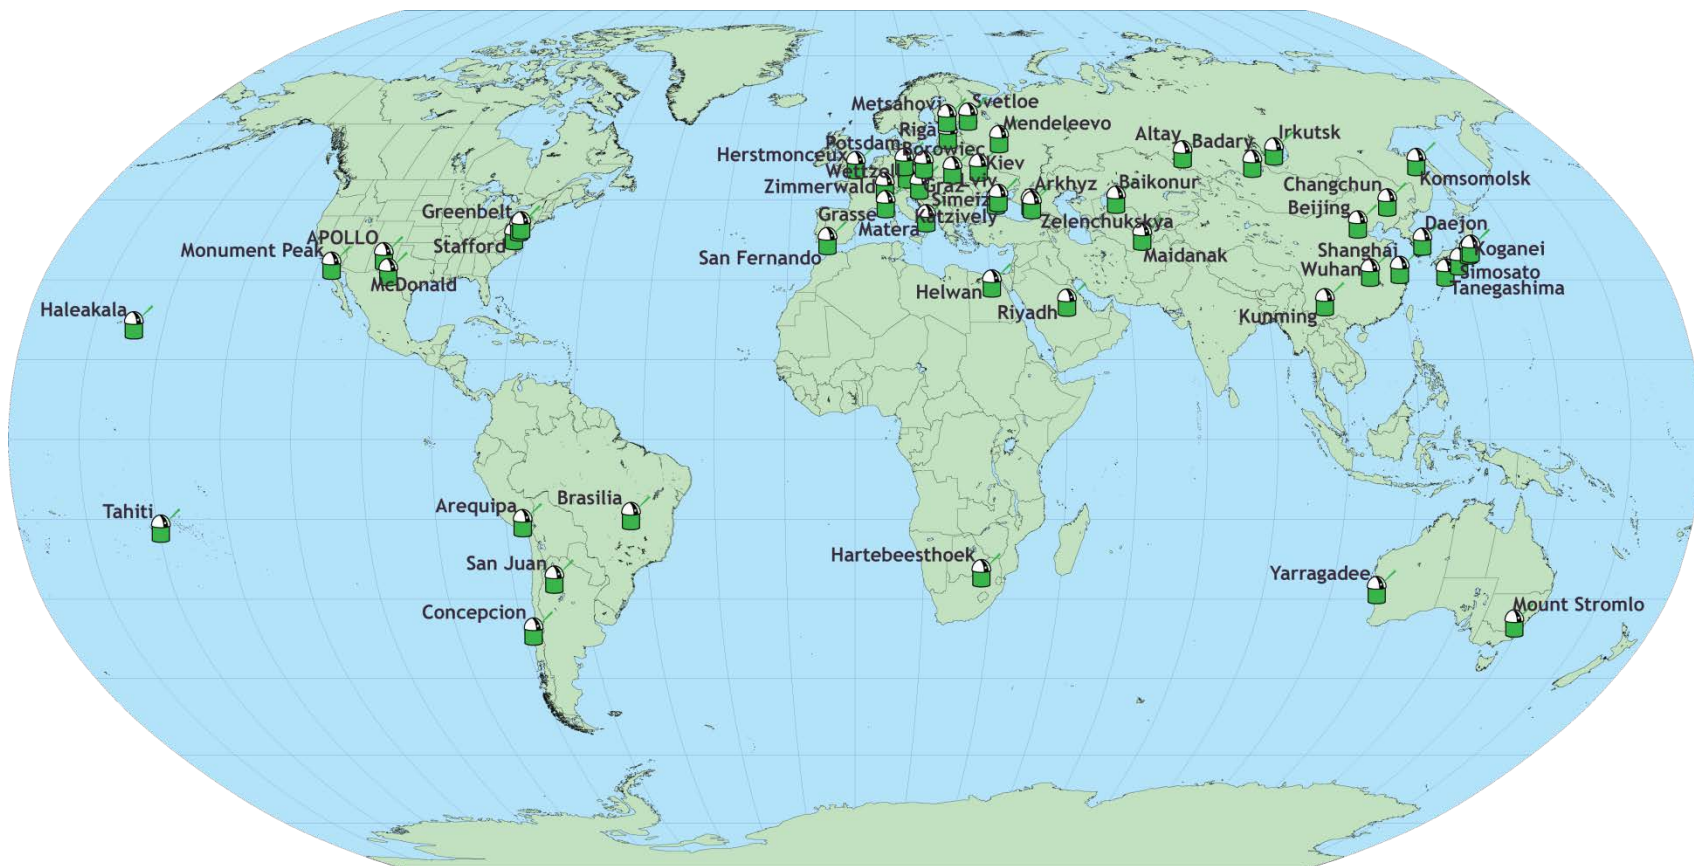 Metsahovi
Svetloe
Riga
Mendeleevo
Potsdam
Borowiec
Herstmonceux
Wettzell
Kiev
Lviv
Zimmerwald
Graz
Simeiz
Arkhyz
Grasse
Katzively
Zelenchukskya
Matera
San Fernando
Altay
Badary
Irkutsk
Baikonur
Maidanak
Changchun
Komsomolsk
Beijing
Daejon
Shanghai
Koganei
Wuhan
Simosato
Tanegashima
Kunming
Greenbelt
Stafford
APOLLO
Monument Peak
McDonald
Haleakala
Helwan
Riyadh
Tahiti
Arequipa
Brasilia
San Juan
Concepcion
Hartebeesthoek
Yarragadee
Mount Stromlo